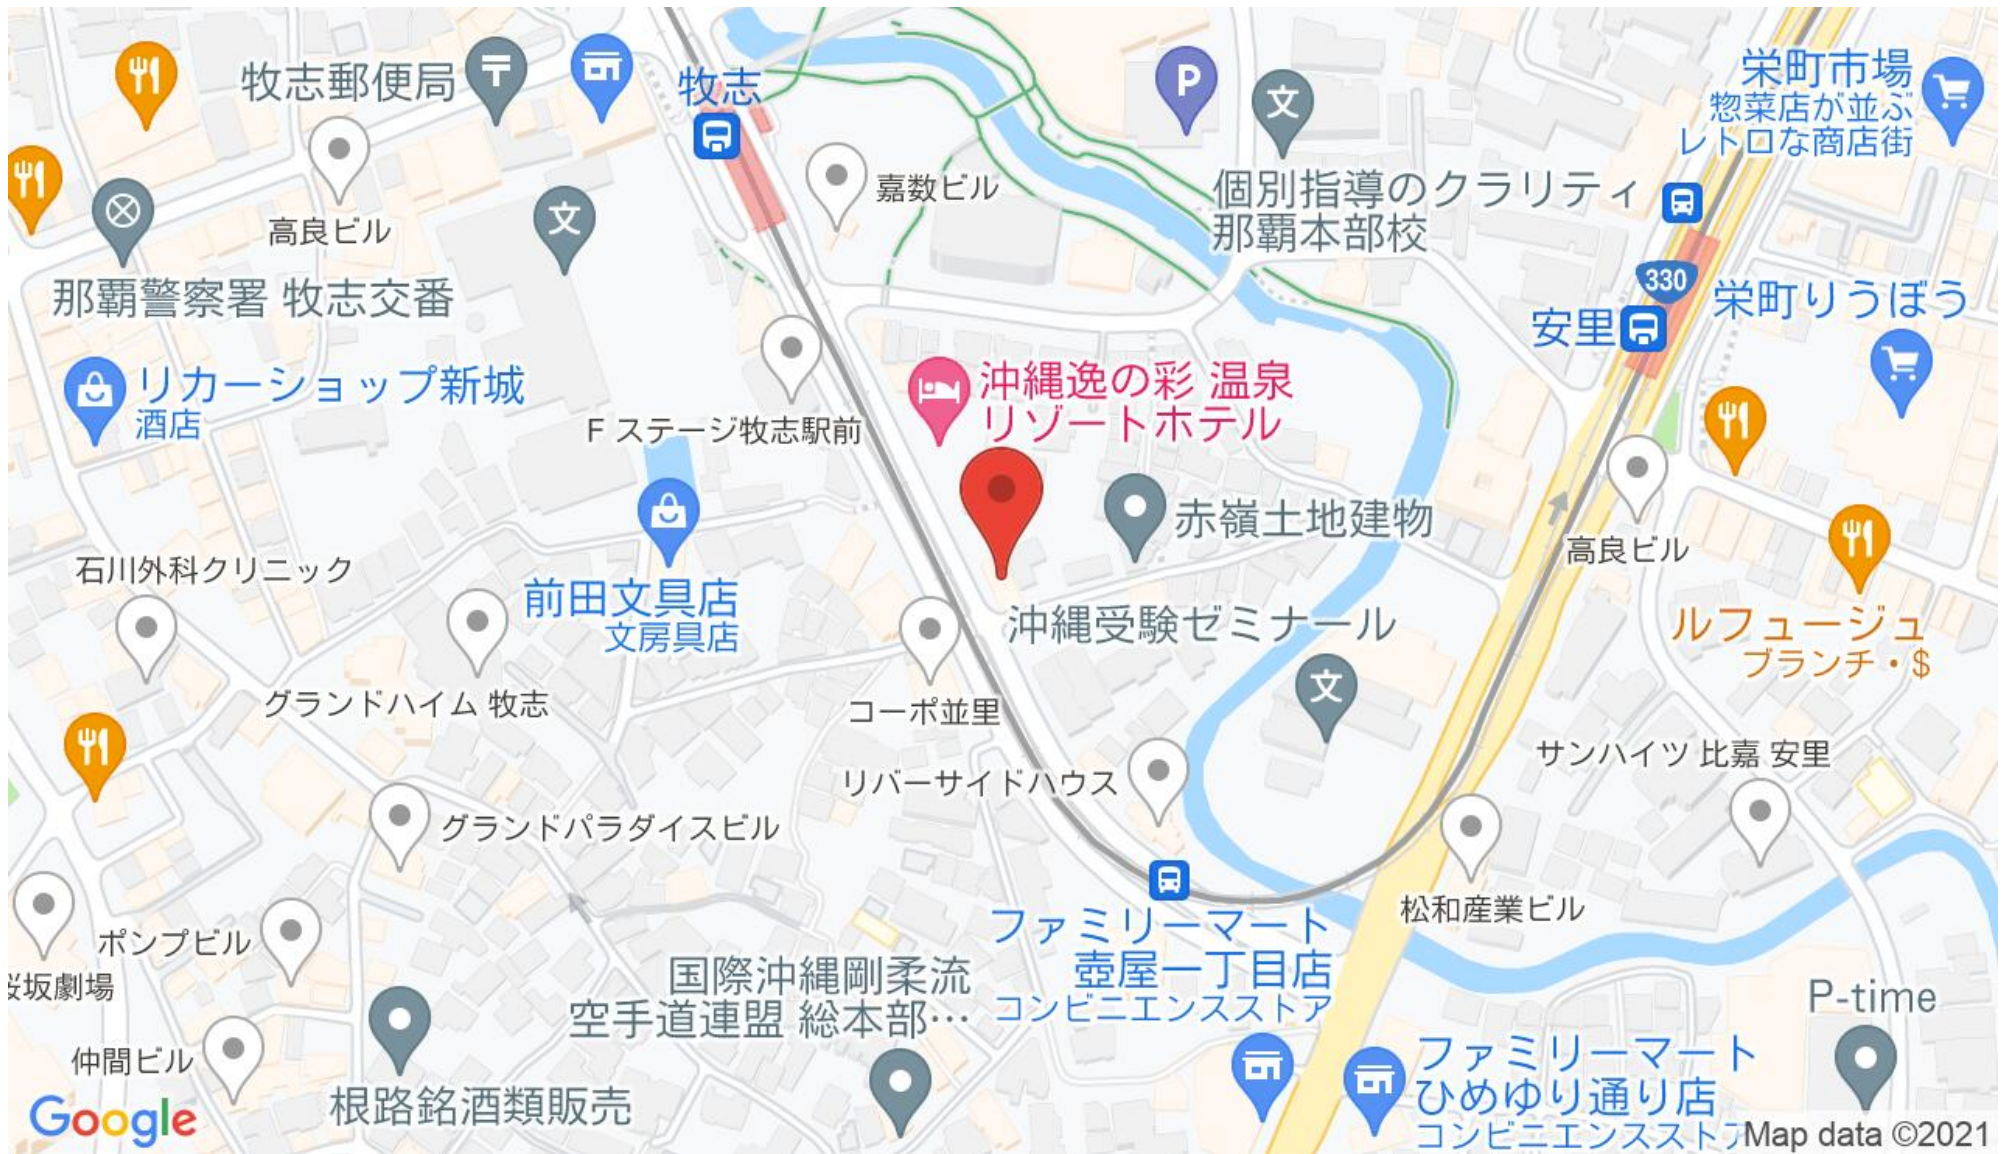 牧志郵便局
牧志
栄町市場
惣菜店が並ぶ
レトロな商店街
P
文
高良ビル
文
嘉数ビル
個別指導のクラリティ
那覇本部校
那覇警察署 牧志交番
330
安里
栄町りうぼう
リカーショップ新城
酒店
F ステージ牧志駅前
沖縄逸の彩 温泉
リゾートホテル
赤嶺土地建物
高良ビル
石川外科クリニック
前田文具店
文房具店
沖縄受験ゼミナール
文
ルフュージュ
ブランチ・$
グランドハイム 牧志
コーポ並里
サンハイツ 比嘉 安里
リバーサイドハウス
グランドパラダイスビル
松和産業ビル
ポンプビル
坂劇場
ファミリーマート
壺屋一丁目店
コンビニエンスストア
国際沖縄剛柔流
空手道連盟 総本部…
P-time
仲間ビル
根路銘酒類販売
ファミリーマート
ひめゆり通り店
コンビニエンススト
Google
Map data ©2021